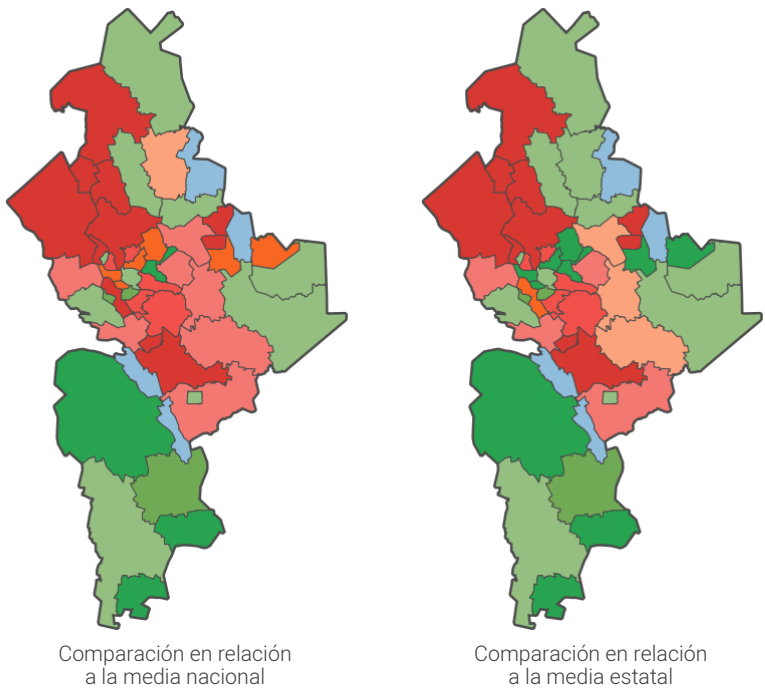 Comparación en relación
a la media nacional
Comparación en relación
a la media estatal